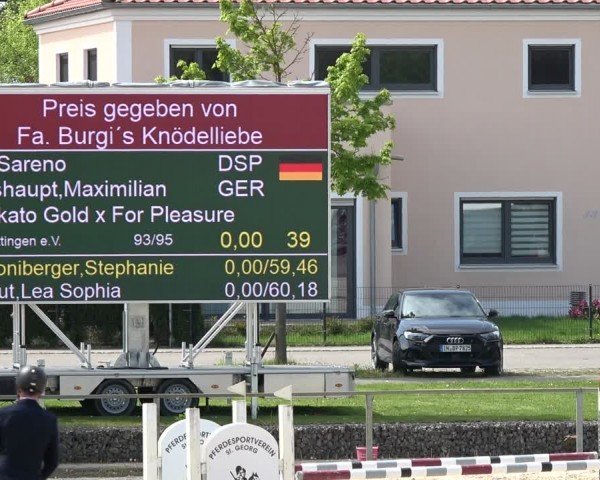 Preis gegeben von
Fa. Burgi´s Knödelliebe
Sareno DSP
shaupt,Maximilian GER
kato Gold x For Pleasure
ttingen e.V. 93/95 0,00 39
oniberger,Stephanie 0,00/59,46
ut,Lea Sophia 0,00/60,18
PFERDESPORTVEREIN
ST. GEORG